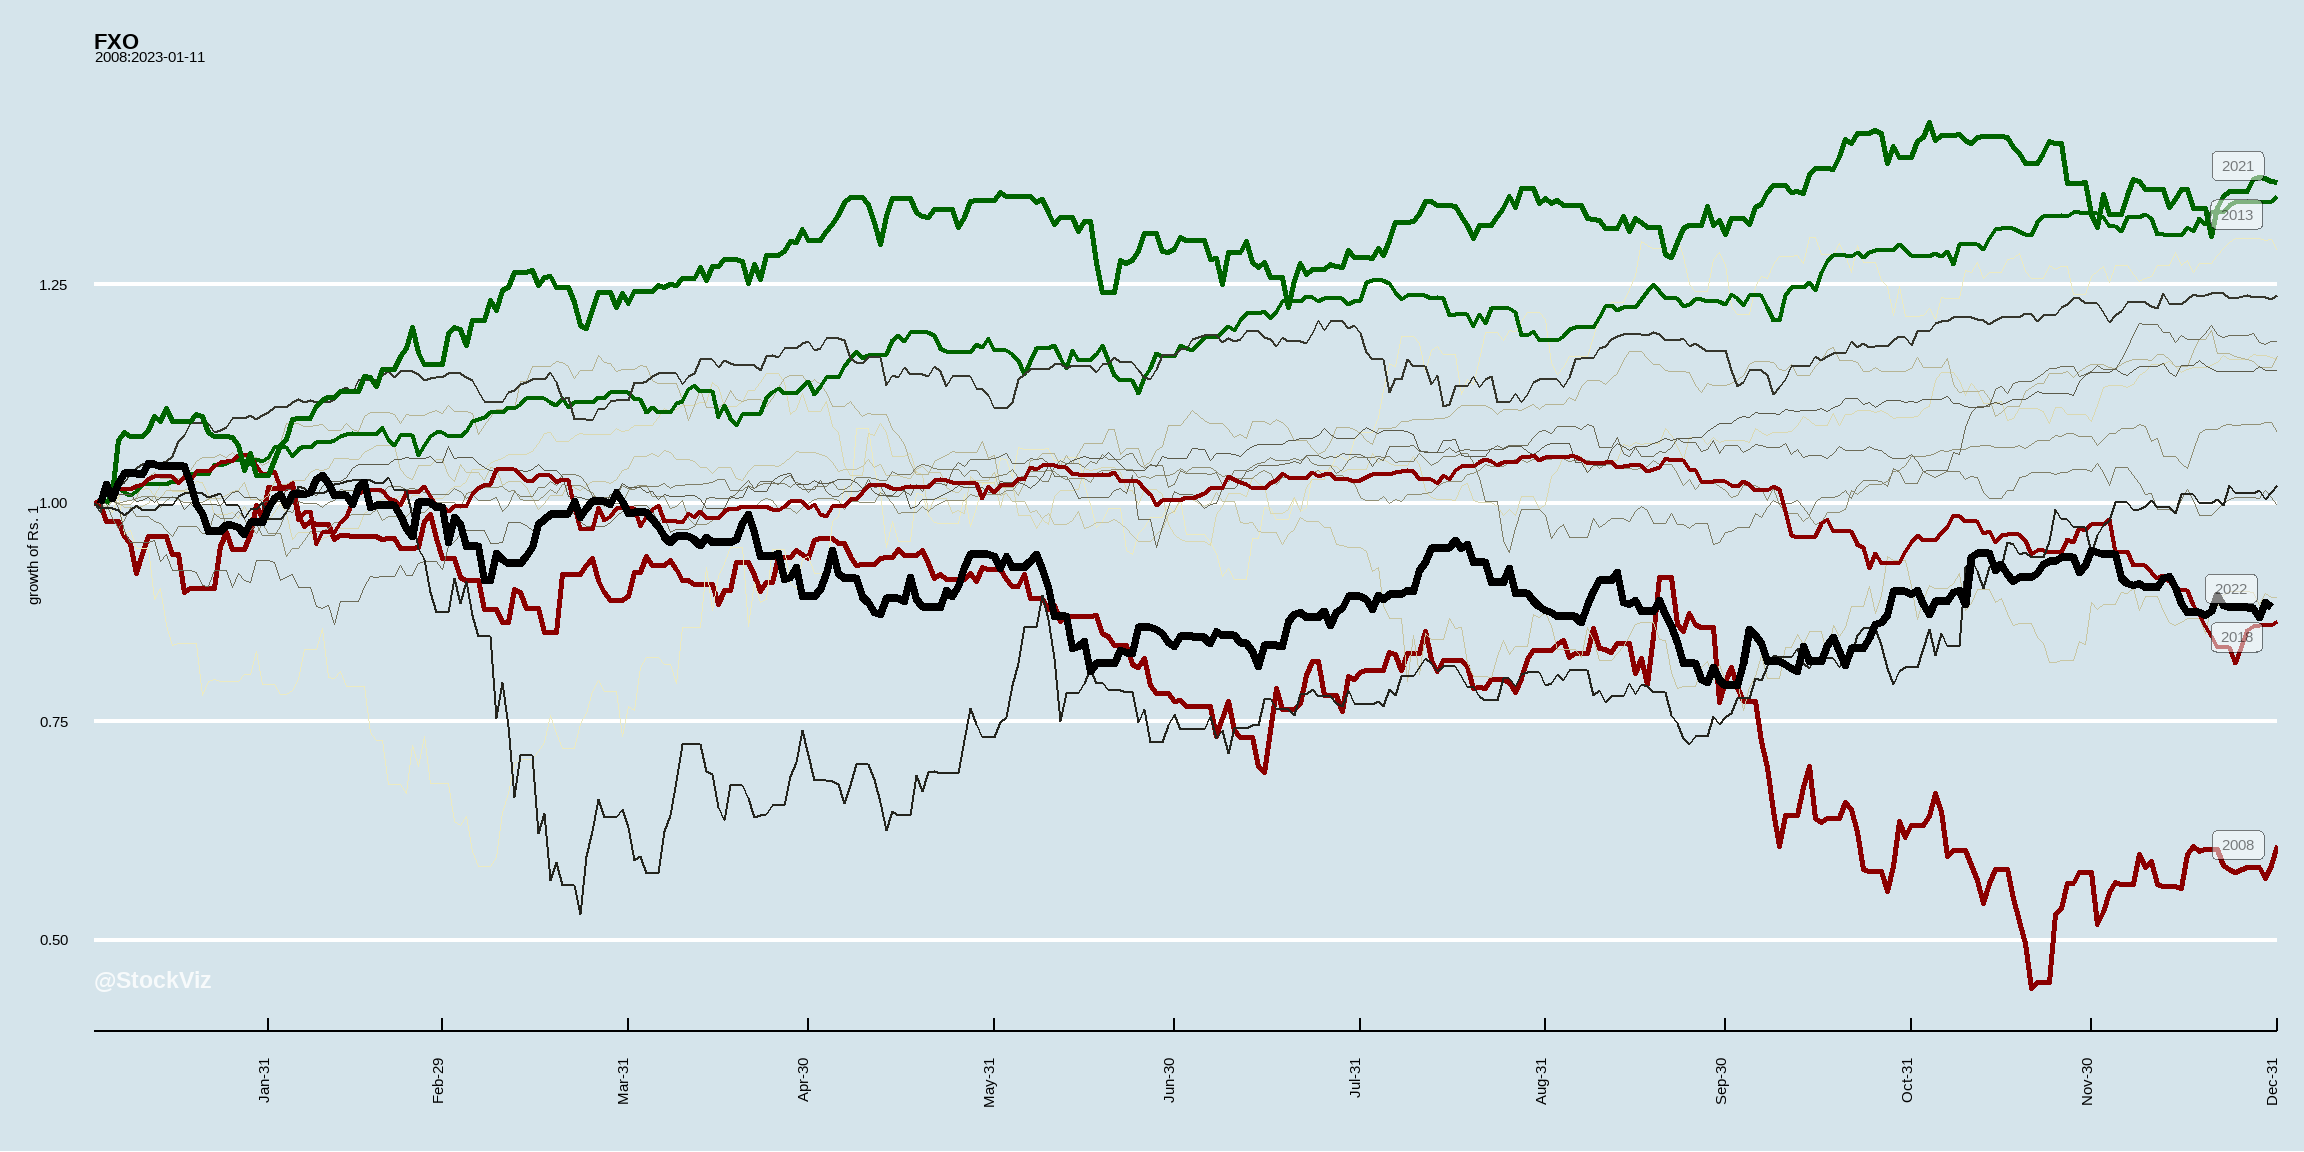 FXO
2008:2023-01-11
growth of Rs. 1
1.25
1.00
0.75
0.50
2021
2013
2022
2018
2008
@StockViz
Jan-31
Feb-29
Mar-31
Apr-30
May-31
Jun-30
Jul-31
Aug-31
Sep-30
Oct-31
Nov-30
Dec-31